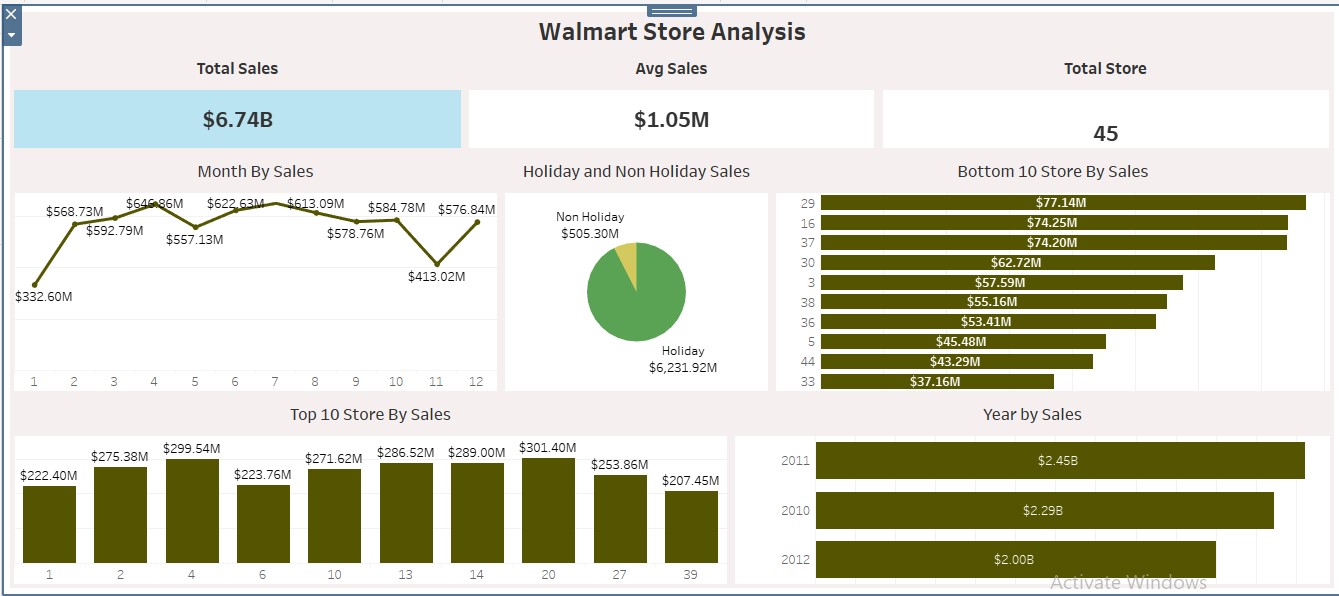 Walmart Store Analysis
Total Sales
Avg Sales
Total Store
$6.74B
$1.05M
45
Month By Sales
$332.60M
$568.73M
$592.79M
$646.86M
$557.13M
$622.63M
$613.09M
$578.76M
$584.78M
$413.02M
$576.84M
1 2 3 4 5 6 7 8 9 10 11 12
Holiday and Non Holiday Sales
Non Holiday
$505.30M
Holiday
$6,231.92M
Bottom 10 Store By Sales
29 $77.14M
16 $74.25M
37 $74.20M
30 $62.72M
3 $57.59M
38 $55.16M
36 $53.41M
5 $45.48M
44 $43.29M
33 $37.16M
Top 10 Store By Sales
$222.40M
$275.38M
$299.54M
$223.76M
$271.62M
$286.52M
$289.00M
$301.40M
$253.86M
$207.45M
1 2 4 6 10 13 14 20 27 39
Year by Sales
2011 $2.45B
2010 $2.29B
2012 $2.00B
Activate Windows